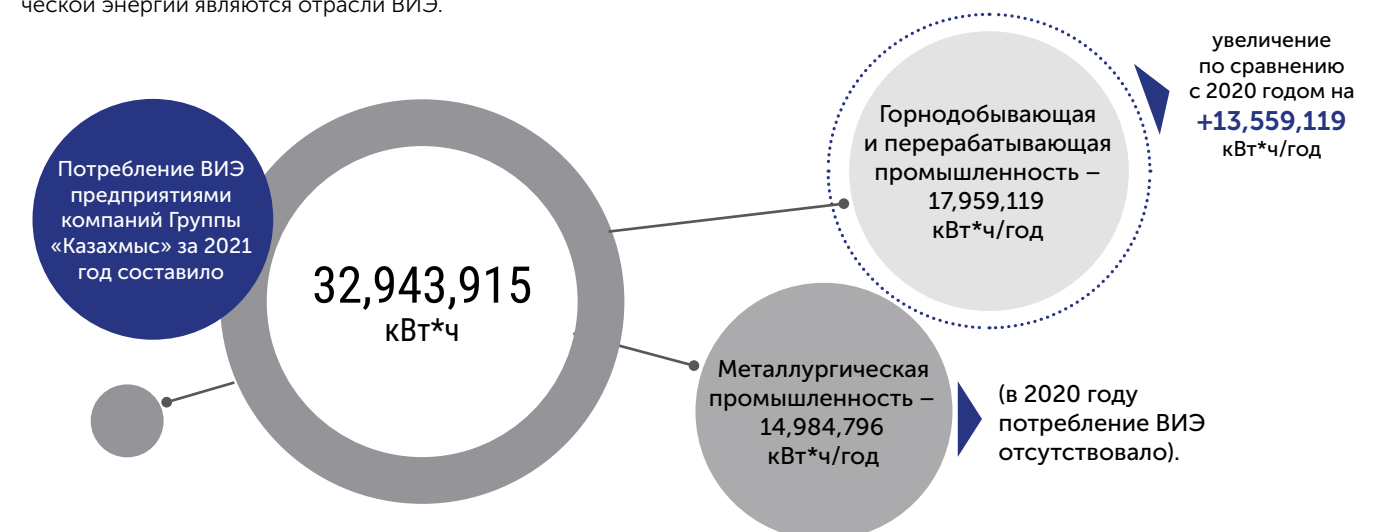 ческой энергии являются отрасли ВИЭ.
Потребление ВИЭ
предприятиями
компаний Группы
«Казахмыс» за 2021
год составило
32,943,915
кВт*ч
Горнодобывающая
и перерабатывающая
промышленность –
17,959,119
кВт*ч/год
увеличение
по сравнению
с 2020 годом на
+13,559,119
кВт*ч/год
Металлургическая
промышленность –
14,984,796
кВт*ч/год
(в 2020 году
потребление ВИЭ
отсутствовало).